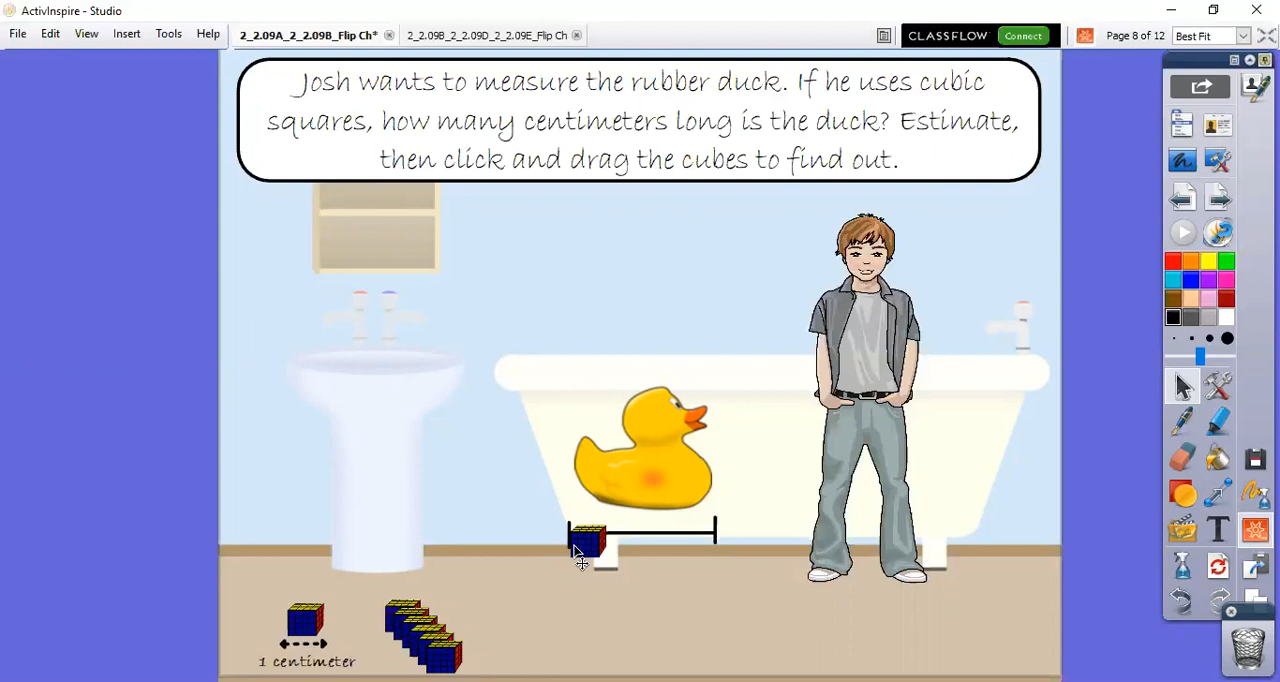 ActivInspire - Studio
File Edit View Insert Tools Help
2_2.09A_2_2.09B_Flip Ch*
2_2.09B_2_2.09D_2_2.09E_Flip Ch
CLASSFLOW Connect
Page 8 of 12
Best Fit
Josh wants to measure the rubber duck. If he uses cubic
squares, how many centimeters long is the duck? Estimate,
then click and drag the cubes to find out.
1 centimeter